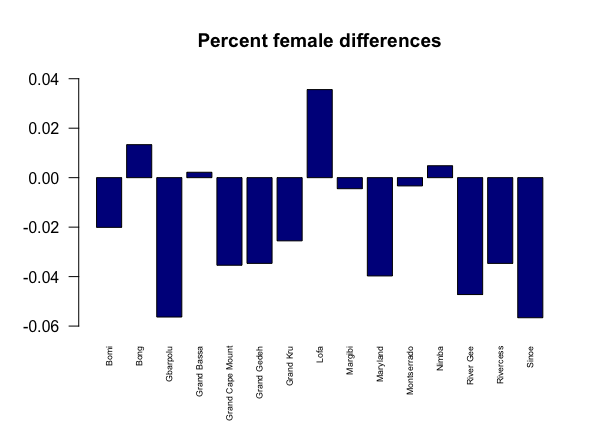 Percent female differences
0.04
0.02
0.00
-0.02
-0.04
-0.06
Bomi
Bong
Gbarpolu
Grand Bassa
Grand Cape Mount
Grand Gedeh
Grand Kru
Lofa
Margibi
Maryland
Montserrado
Nimba
River Gee
Rivercess
Sinoe